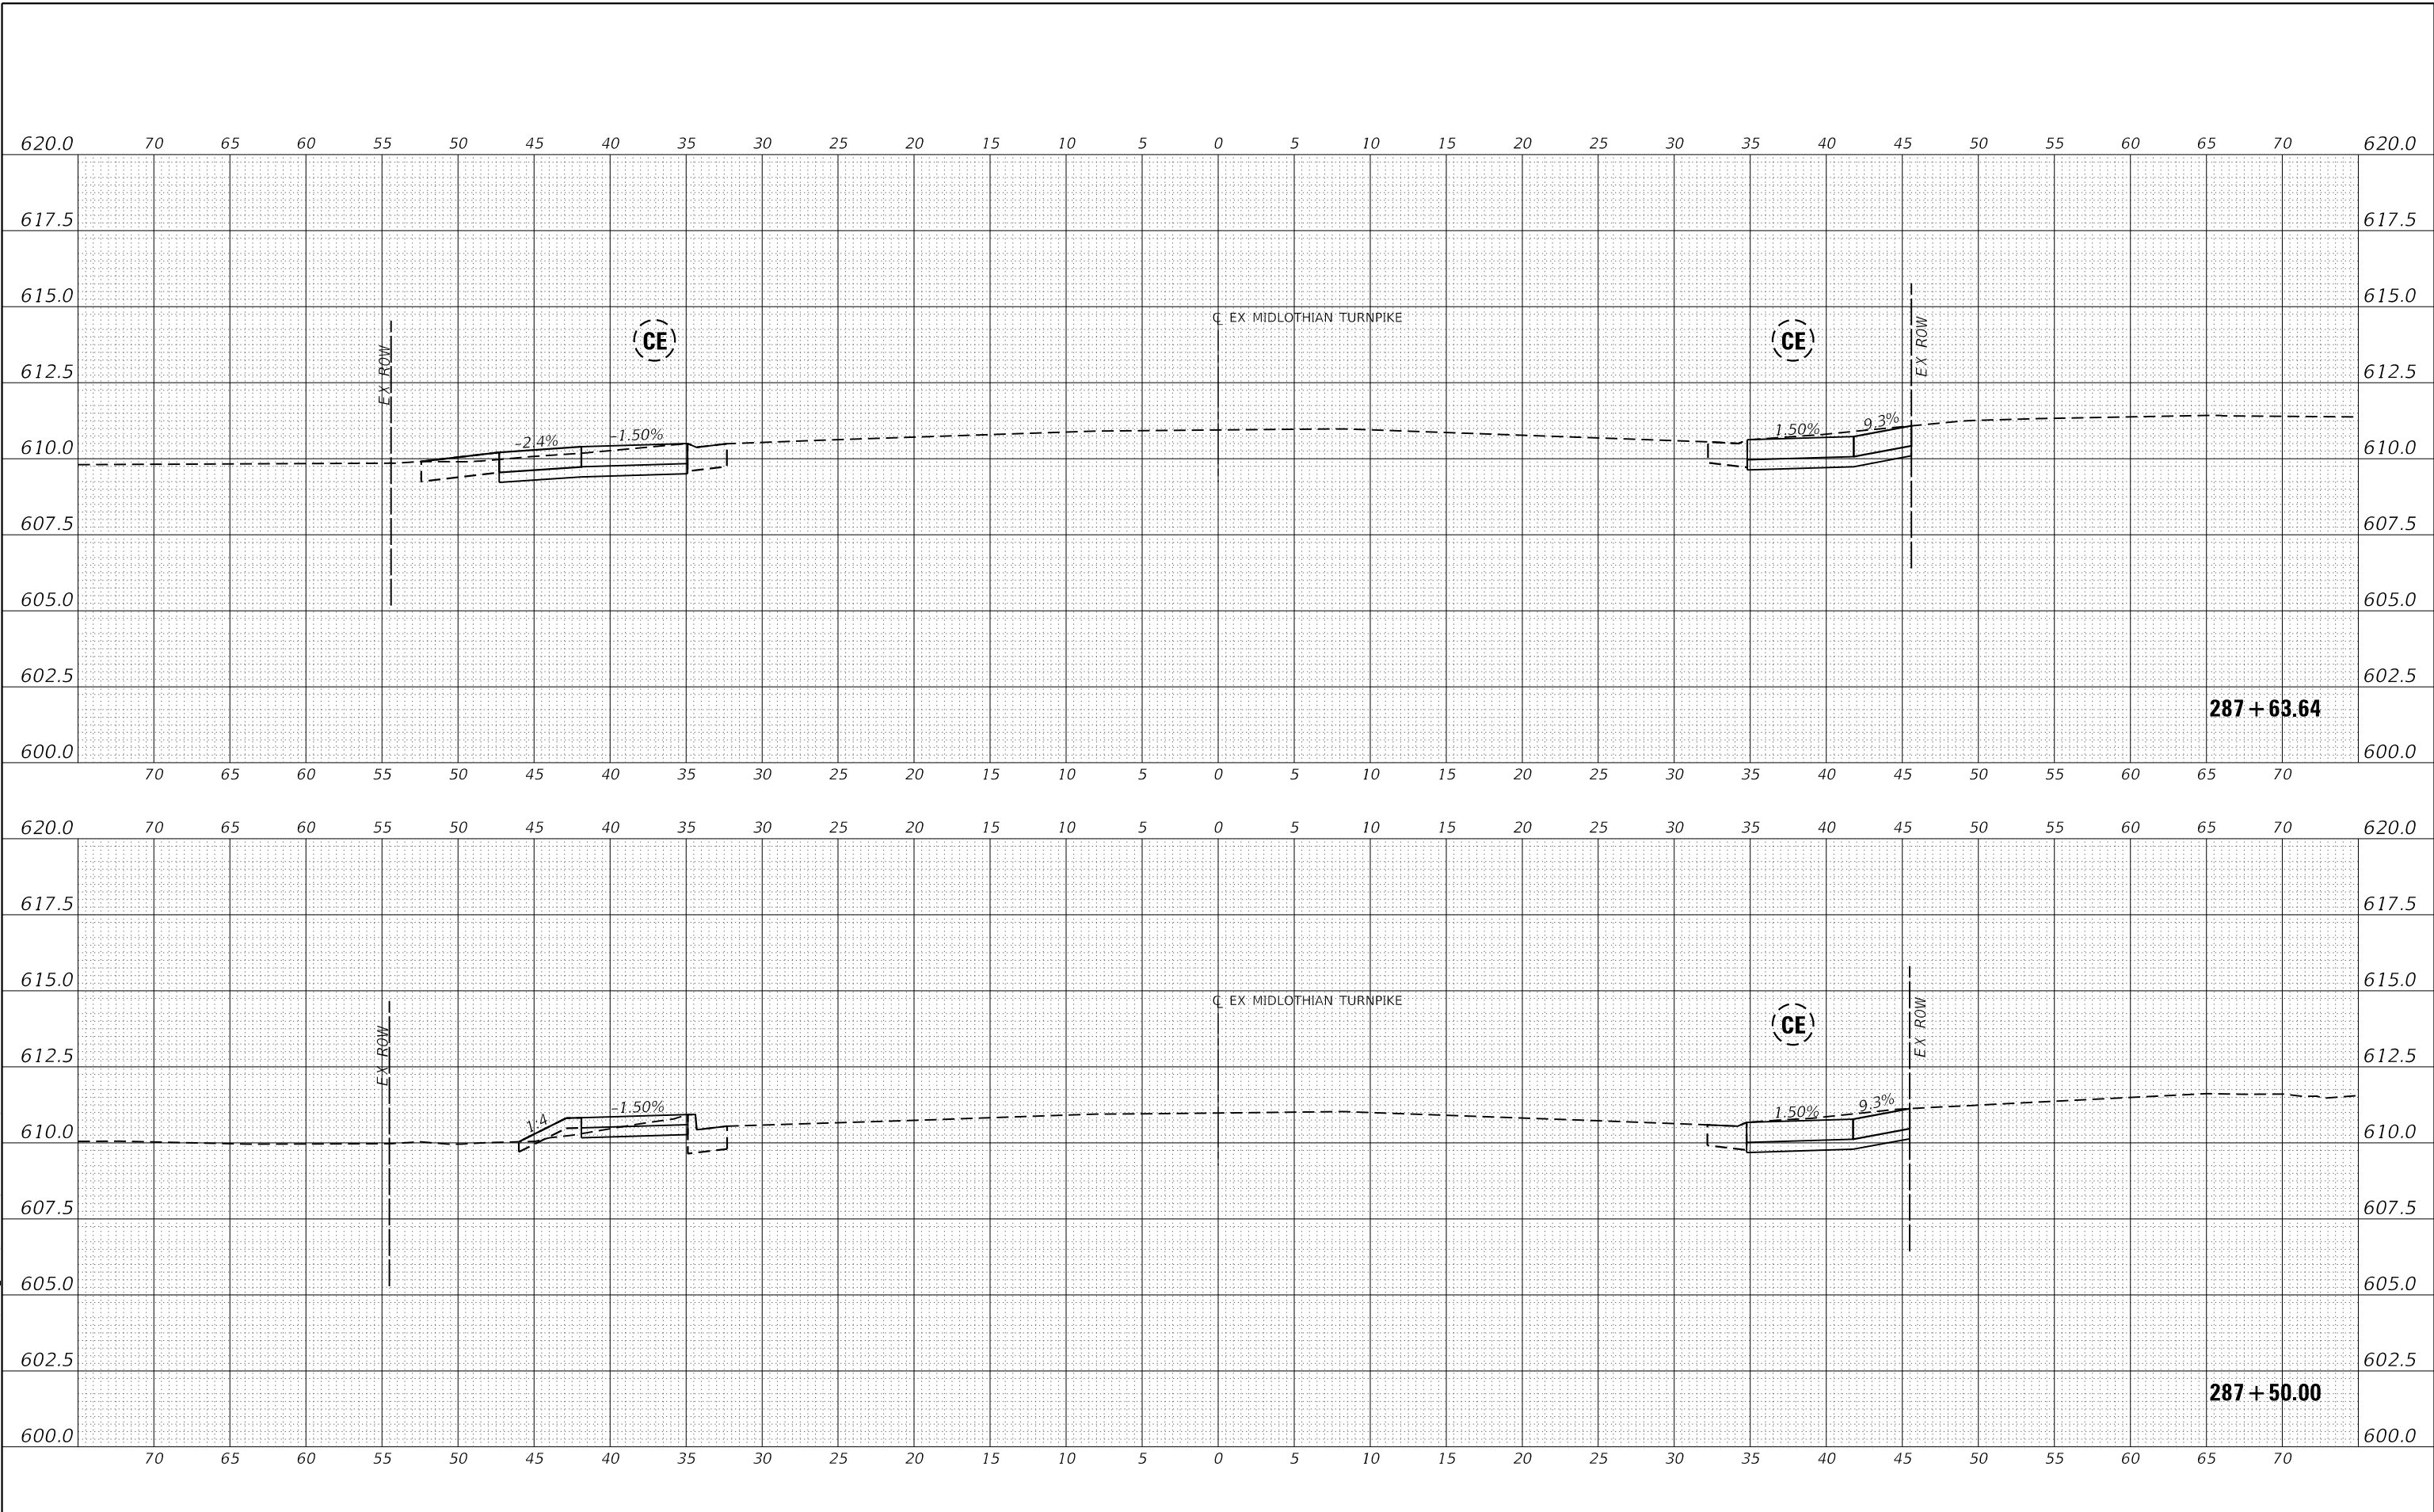 70 65 60 55 50 45 40 35 30 25 20 15 10 5 0 5 10 15 20 25 30 35 40 45 50 55 60 65 70
620.0 620.0
617.5 617.5
615.0 615.0
℄ EX MIDLOTHIAN TURNPIKE
EX ROW
CE
CE
EX ROW
612.5 612.5
-2.4% -1.50% 1.50% 9.3%
610.0 610.0
607.5 607.5
605.0 605.0
602.5 602.5
287+63.64
600.0 600.0
70 65 60 55 50 45 40 35 30 25 20 15 10 5 0 5 10 15 20 25 30 35 40 45 50 55 60 65 70
70 65 60 55 50 45 40 35 30 25 20 15 10 5 0 5 10 15 20 25 30 35 40 45 50 55 60 65 70
620.0 620.0
617.5 617.5
615.0 615.0
℄ EX MIDLOTHIAN TURNPIKE
EX ROW
CE
EX ROW
612.5 612.5
1:4 -1.50% 1.50% 9.3%
610.0 610.0
607.5 607.5
605.0 605.0
602.5 602.5
287+50.00
600.0 600.0
70 65 60 55 50 45 40 35 30 25 20 15 10 5 0 5 10 15 20 25 30 35 40 45 50 55 60 65 70